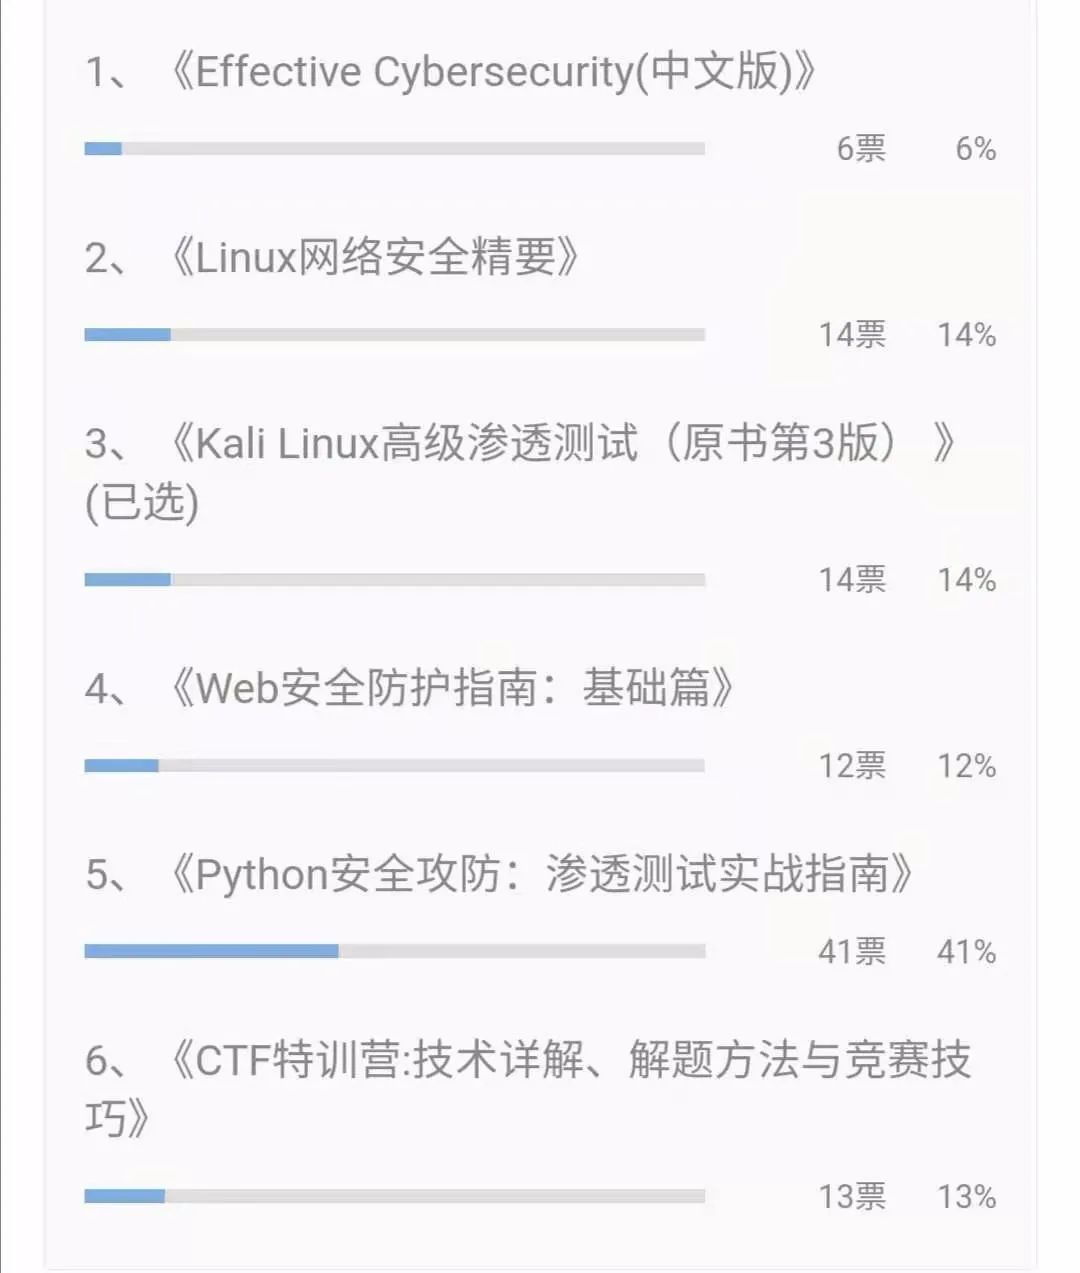 1、《Effective Cybersecurity(中文版)》
6票 6%
2、《Linux网络安全精要》
14票 14%
3、《Kali Linux高级渗透测试（原书第3版） 》
(已选)
14票 14%
4、《Web安全防护指南：基础篇》
12票 12%
5、《Python安全攻防：渗透测试实战指南》
41票 41%
6、《CTF特训营:技术详解、解题方法与竞赛技
巧》
13票 13%